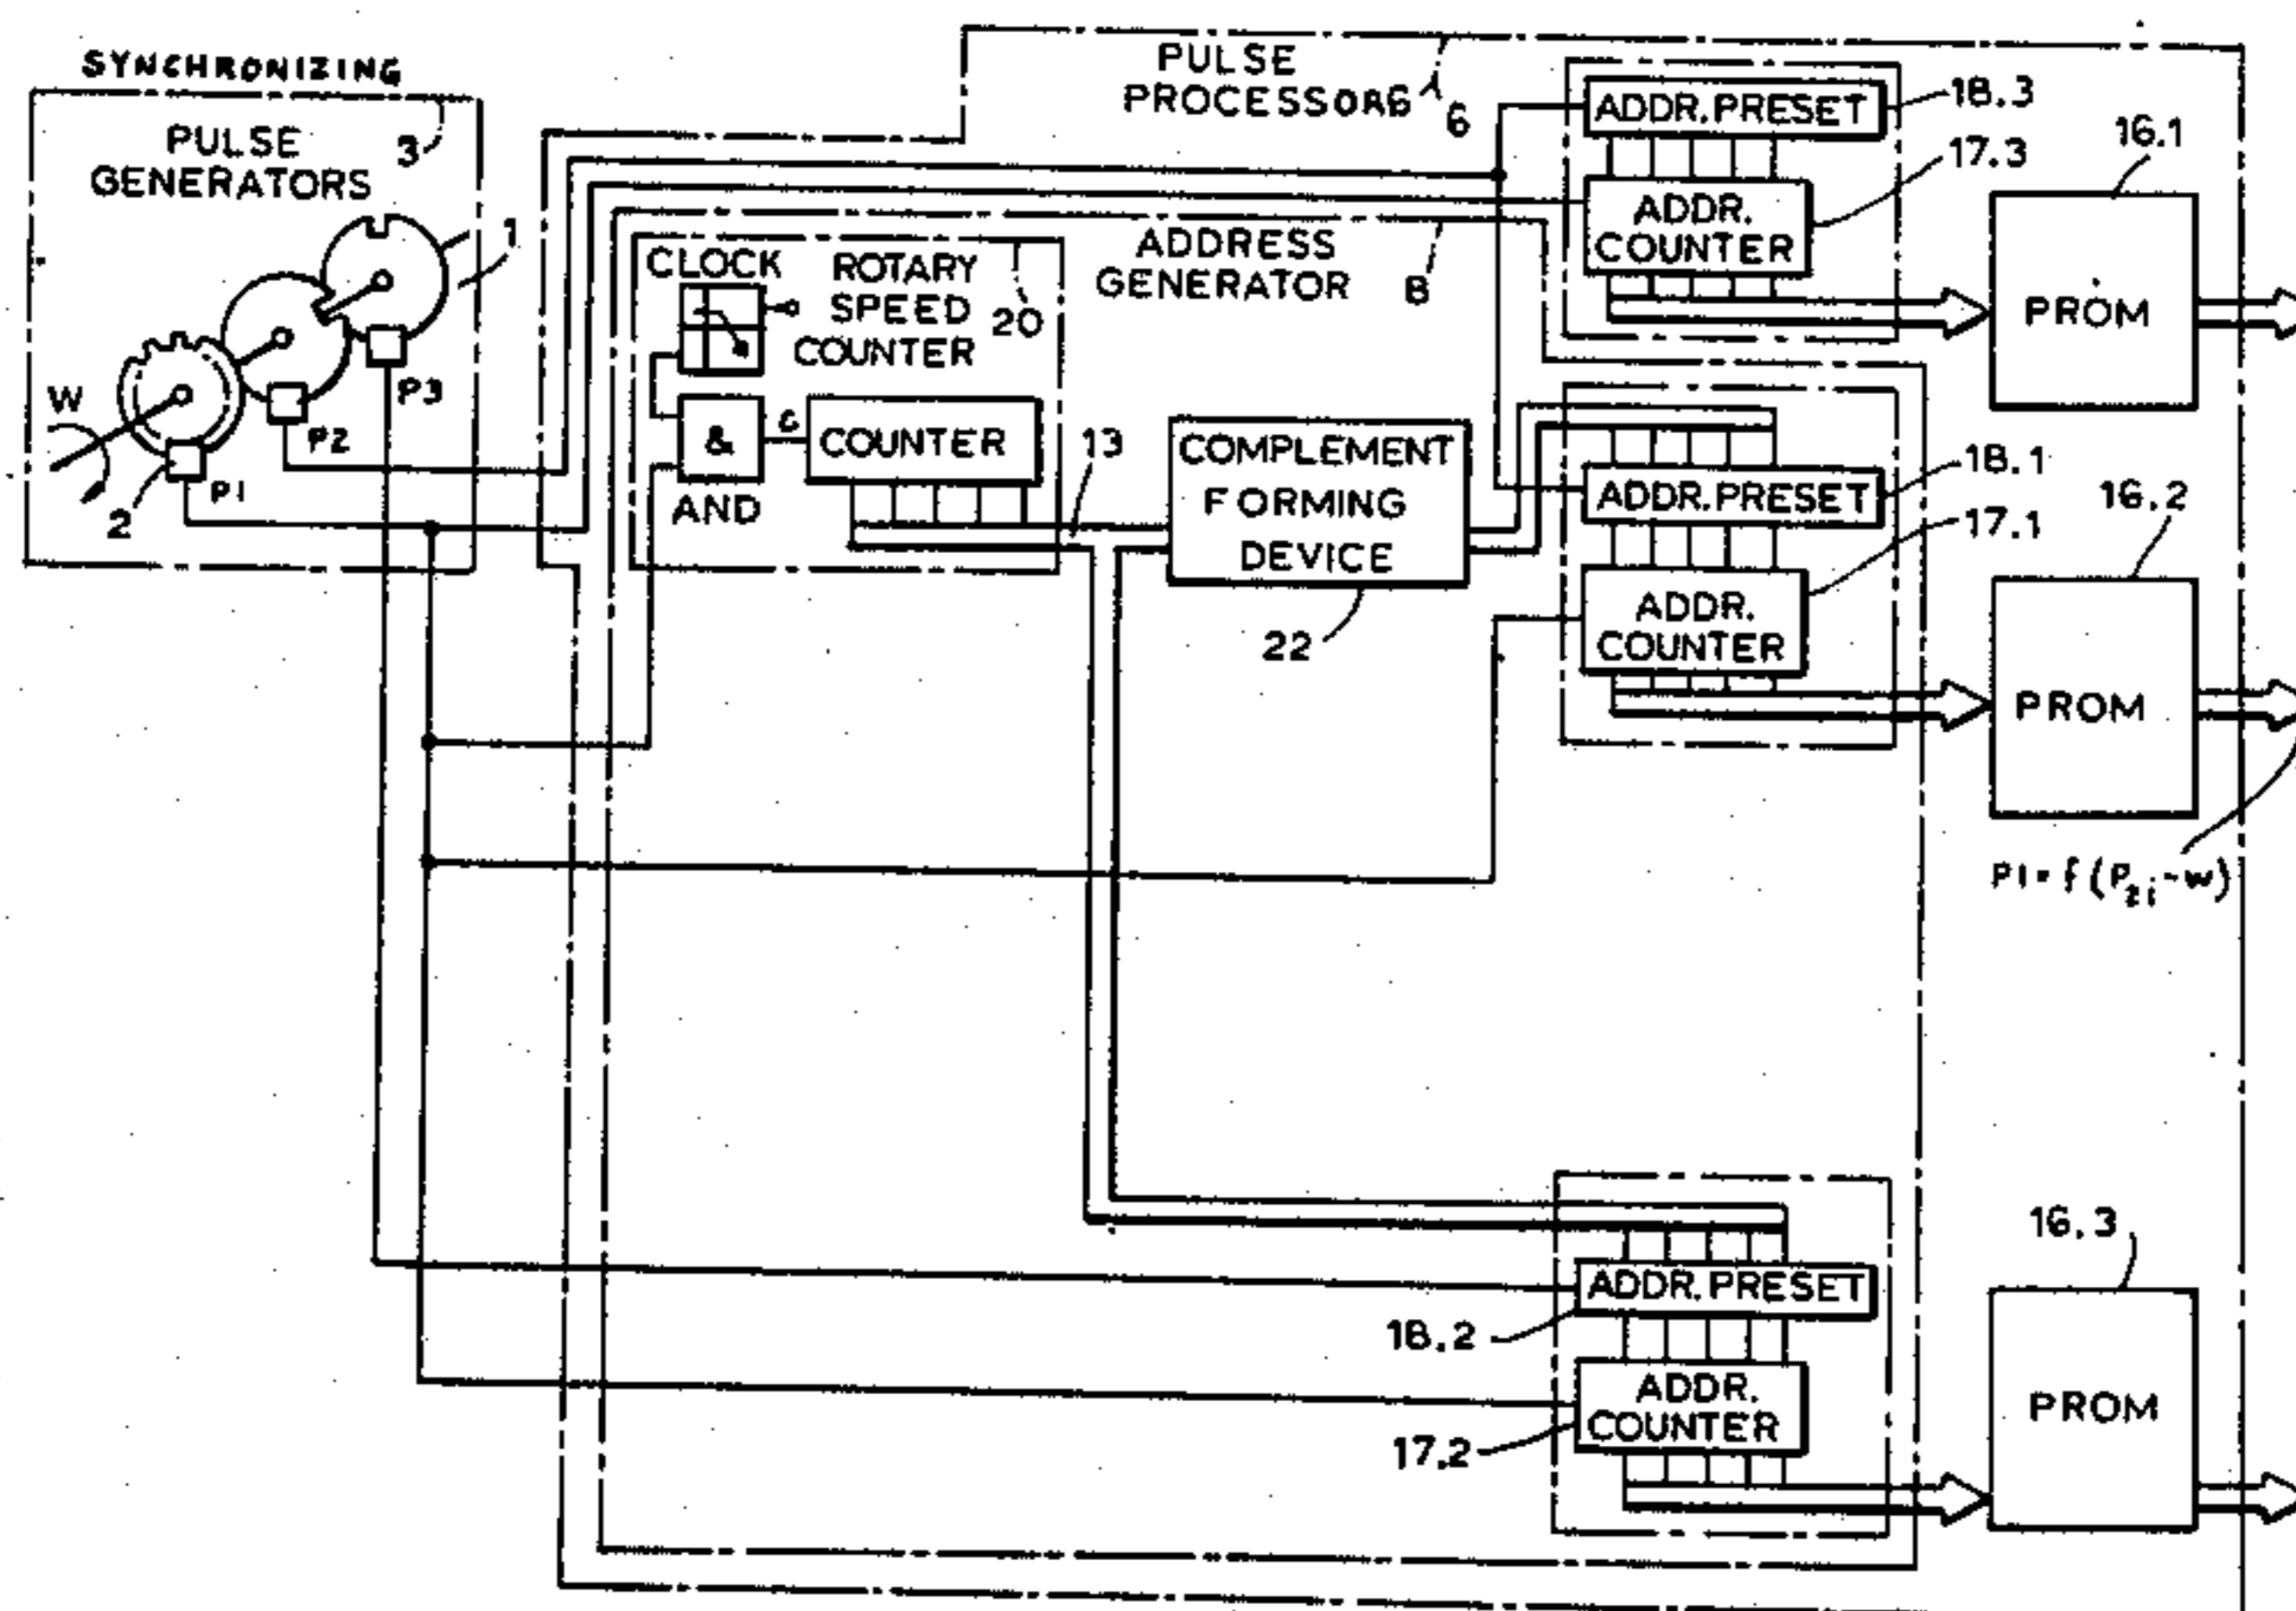 SYNCHRONIZING
PULSE
GENERATORS
3
1
W
P1
P2
P3
2
PULSE
PROCESSORS
6
6
ADDRESS
GENERATOR
8
CLOCK
ROTARY
SPEED
COUNTER
20
&
AND
COUNTER
13
COMPLEMENT
FORMING
DEVICE
22
ADDR. PRESET
18.3
ADDR.
COUNTER
17.3
16.1
PROM
ADDR. PRESET
18.1
ADDR.
COUNTER
17.1
16.2
PROM
ADDR. PRESET
18.2
ADDR.
COUNTER
17.2
16.3
PROM